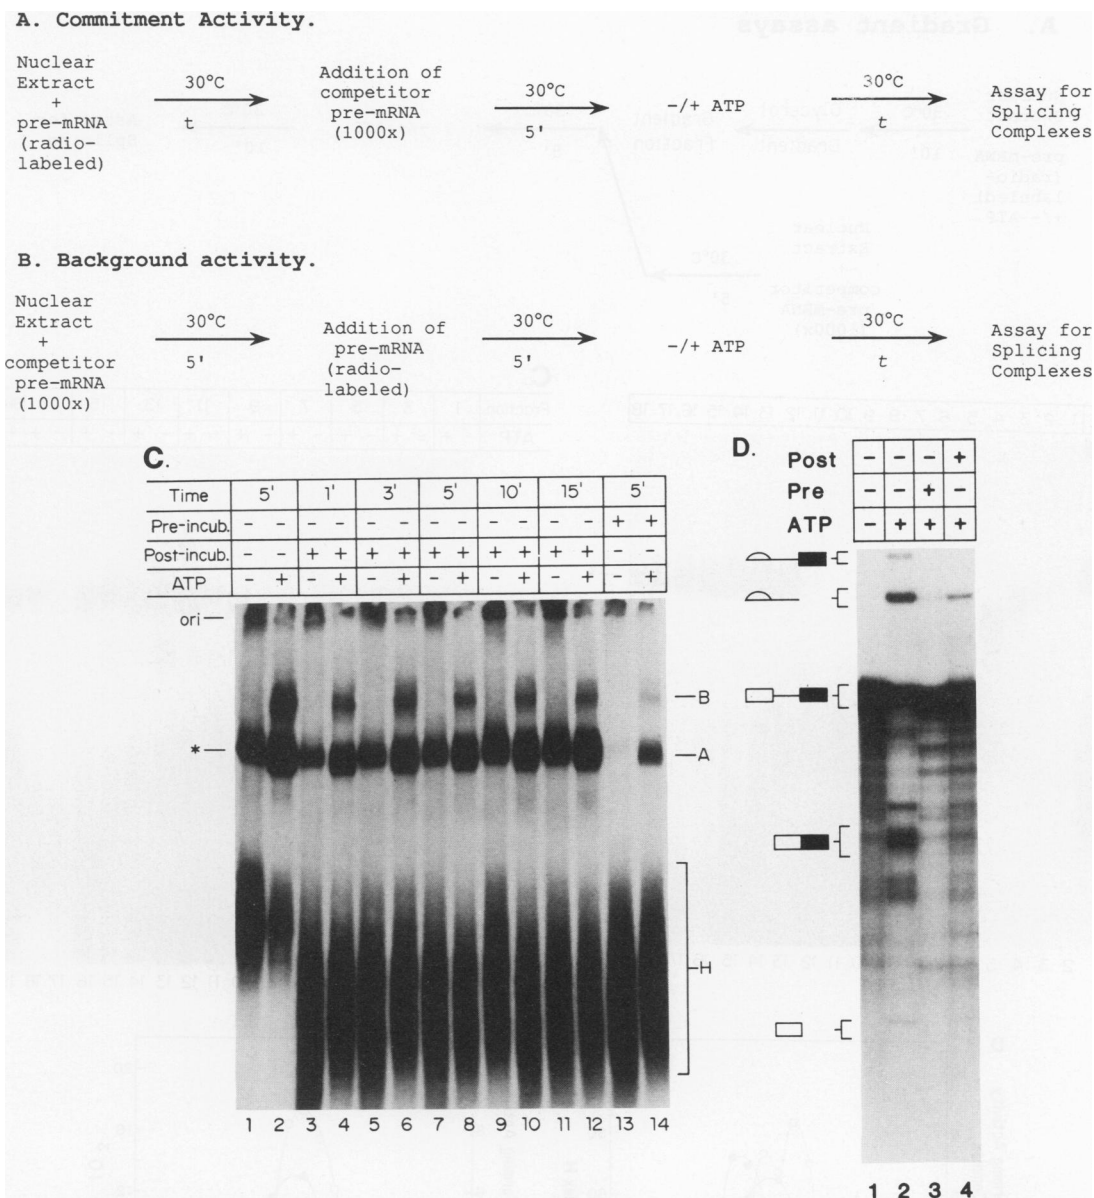 A. Commitment Activity.
Nuclear
Extract
+
pre-mRNA
(radio-
labeled)
30°C
t
Addition of
competitor
pre-mRNA
(1000x)
30°C
5'
-/+ ATP
30°C
t
Assay for
Splicing
Complexes
B. Background activity.
Nuclear
Extract
+
competitor
pre-mRNA
(1000x)
30°C
5'
Addition of
pre-mRNA
(radio-
labeled)
30°C
5'
-/+ ATP
30°C
t
Assay for
Splicing
Complexes
C.
Time 5' 1' 3' 5' 10' 15' 5'
Pre-incub. - - - - - - - - - - - - + +
Post-incub. - - + + + + + + + + + + - -
ATP - + - + - + - + - + - + - +
ori
B
*
A
H
1 2 3 4 5 6 7 8 9 10 11 12 13 14
D.
Post - - - +
Pre - - + -
ATP - + + +
1 2 3 4